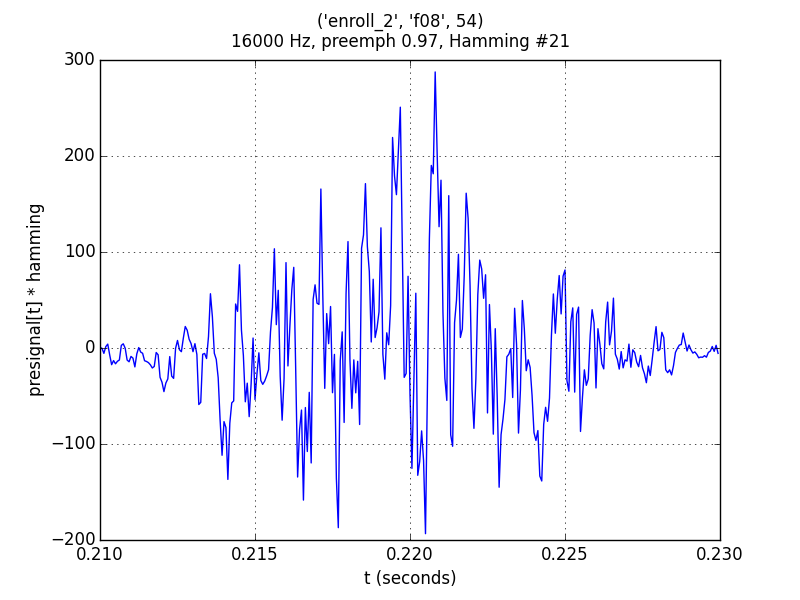 ('enroll_2', 'f08', 54)
16000 Hz, preemph 0.97, Hamming #21
300
200
100
0
−100
−200
presignal[t] * hamming
0.210 0.215 0.220 0.225 0.230
t (seconds)